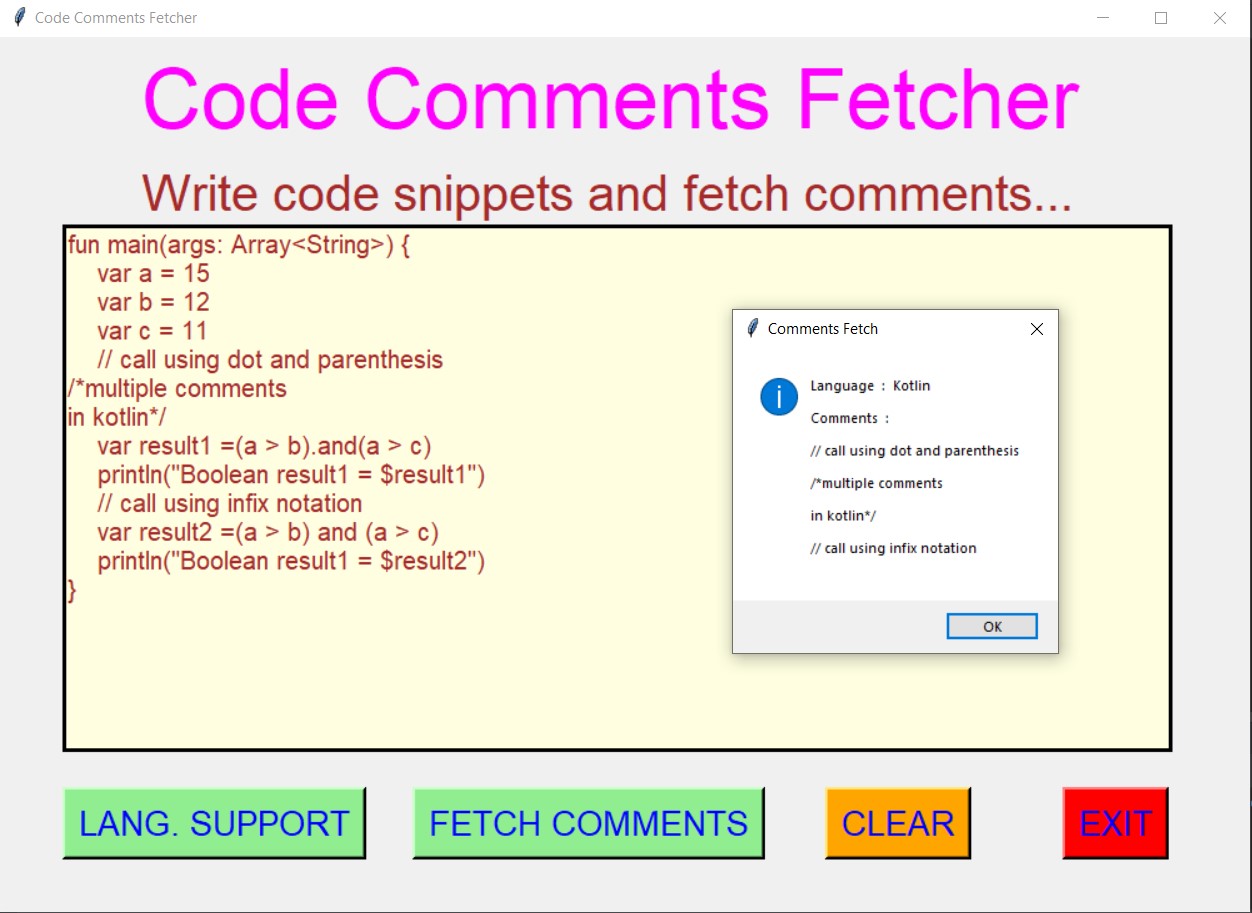 Code Comments Fetcher
Code Comments Fetcher
Write code snippets and fetch comments...
fun main(args: Array<String>) {
    var a = 15
    var b = 12
    var c = 11
    // call using dot and parenthesis
/*multiple comments
in kotlin*/
    var result1 =(a > b).and(a > c)
    println("Boolean result1 = $result1")
    // call using infix notation
    var result2 =(a > b) and (a > c)
    println("Boolean result1 = $result2")
}
Comments Fetch
Language : Kotlin
Comments :
// call using dot and parenthesis
/*multiple comments
in kotlin*/
// call using infix notation
OK
LANG. SUPPORT
FETCH COMMENTS
CLEAR
EXIT